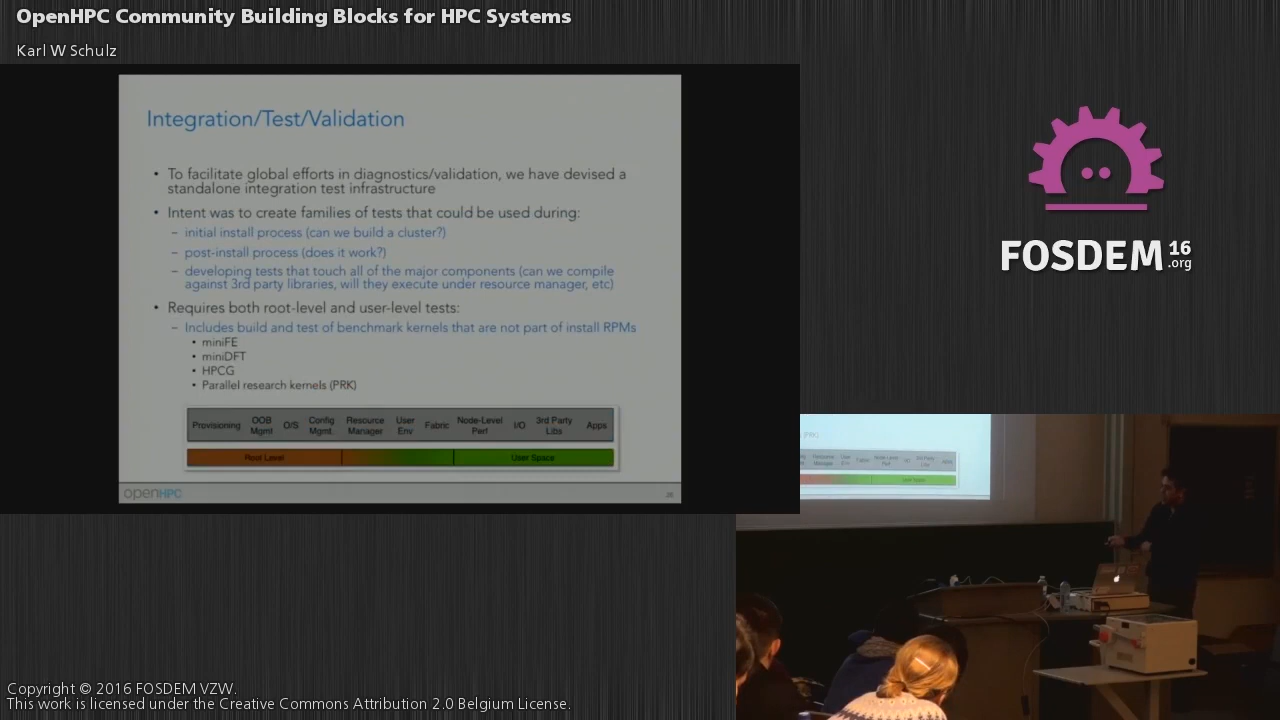 OpenHPC Community Building Blocks for HPC Systems
Karl W Schulz
Integration/Test/Validation
• To facilitate global efforts in diagnostics/validation, we have devised a
standalone integration test infrastructure
• Intent was to create families of tests that could be used during:
– initial install process (can we build a cluster?)
– post-install process (does it work?)
– developing tests that touch all of the major components (can we compile
against 3rd party libraries, will they execute under resource manager, etc)
• Requires both root-level and user-level tests:
– Includes build and test of benchmark kernels that are not part of install RPMs
• miniFE
• miniDFT
• HPCG
• Parallel research kernels (PRK)
Provisioning OOB Mgmt O/S Config Mgmt. Resource Manager User Env Fabric Node-Level Perf I/O 3rd Party Libs Apps
Root Level User Space
openHPC 26
FOSDEM 16 .org
Copyright © 2016 FOSDEM VZW.
This work is licensed under the Creative Commons Attribution 2.0 Belgium License.